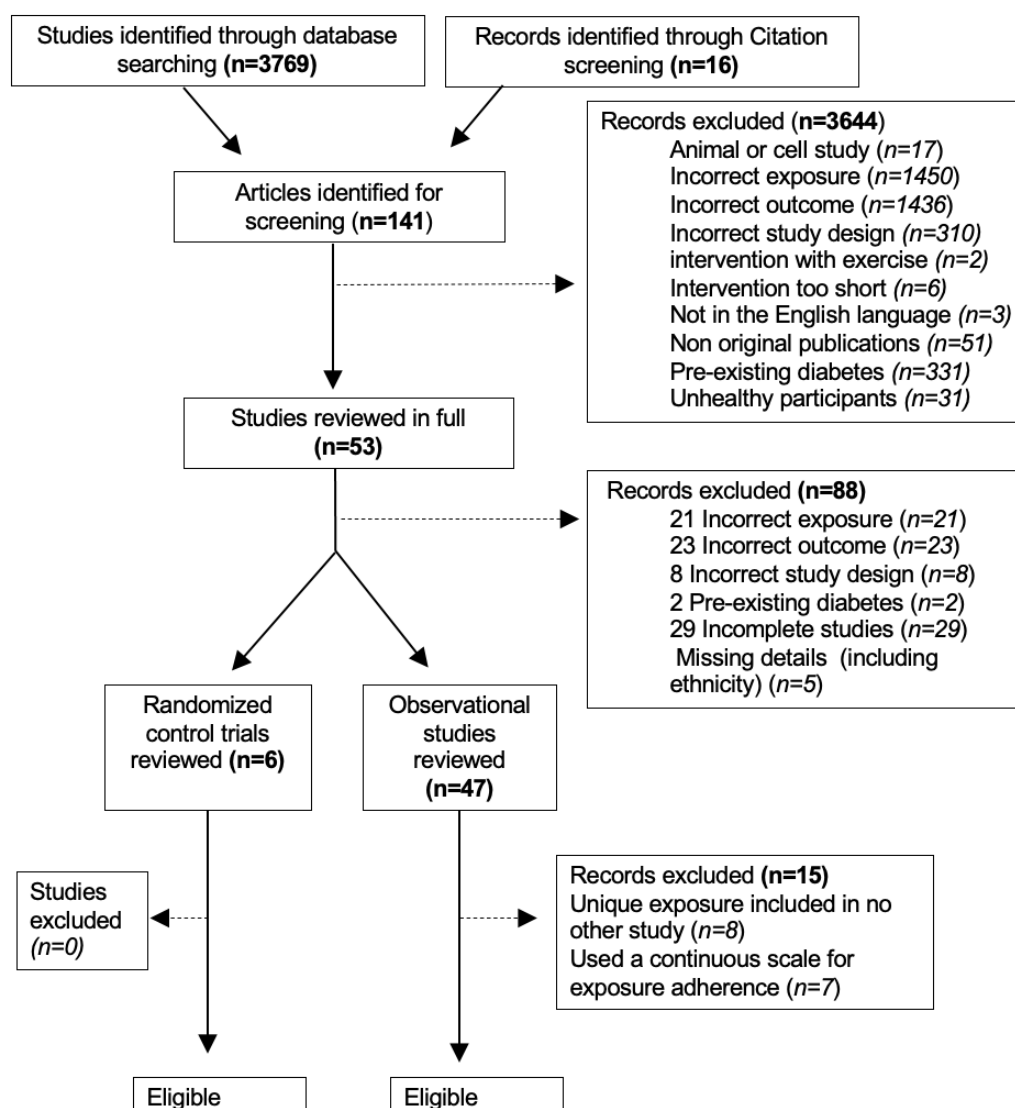 Studies identified through database
searching (n=3769)
Records identified through Citation
screening (n=16)
Records excluded (n=3644)
Animal or cell study (n=17)
Incorrect exposure (n=1450)
Incorrect outcome (n=1436)
Incorrect study design (n=310)
intervention with exercise (n=2)
Intervention too short (n=6)
Not in the English language (n=3)
Non original publications (n=51)
Pre-existing diabetes (n=331)
Unhealthy participants (n=31)
Articles identified for
screening (n=141)
Studies reviewed in full
(n=53)
Records excluded (n=88)
21 Incorrect exposure (n=21)
23 Incorrect outcome (n=23)
8 Incorrect study design (n=8)
2 Pre-existing diabetes (n=2)
29 Incomplete studies (n=29)
Missing details (including
ethnicity) (n=5)
Randomized
control trials
reviewed (n=6)
Observational
studies
reviewed
(n=47)
Studies
excluded
(n=0)
Records excluded (n=15)
Unique exposure included in no
other study (n=8)
Used a continuous scale for
exposure adherence (n=7)
Eligible
Eligible